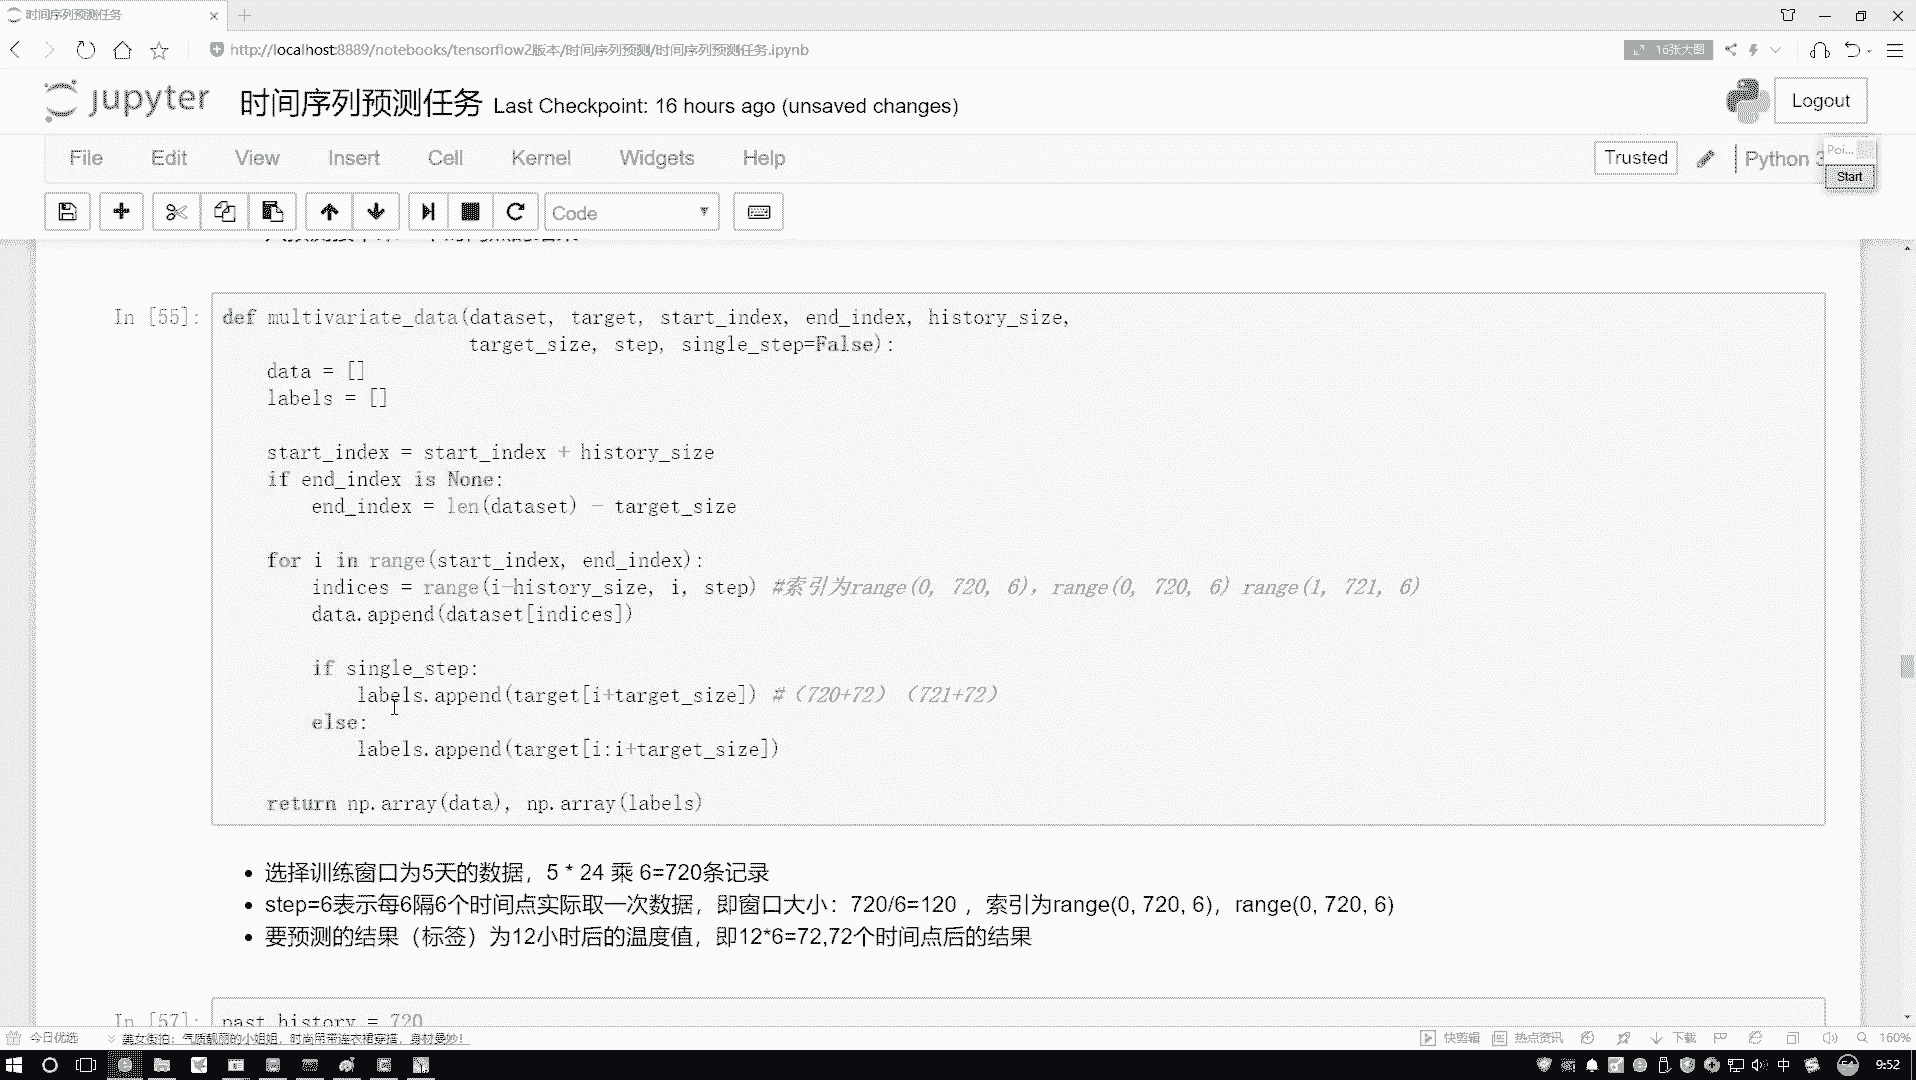 时间序列预测任务
http://localhost:8889/notebooks/tensorflow2版本/时间序列预测/时间序列预测任务.ipynb
16张大图
jupyter 时间序列预测任务 Last Checkpoint: 16 hours ago (unsaved changes)
Logout
File Edit View Insert Cell Kernel Widgets Help
Trusted
Python 3
Poi...
Start
Code
In [55]:
def multivariate_data(dataset, target, start_index, end_index, history_size,
target_size, step, single_step=False):
data = []
labels = []
start_index = start_index + history_size
if end_index is None:
end_index = len(dataset) - target_size
for i in range(start_index, end_index):
indices = range(i-history_size, i, step) #索引为range(0, 720, 6)，range(0, 720, 6) range(1, 721, 6)
data.append(dataset[indices])
if single_step:
labels.append(target[i+target_size]) #（720+72）（721+72）
else:
labels.append(target[i:i+target_size])
return np.array(data), np.array(labels)
• 选择训练窗口为5天的数据，5 * 24 乘 6=720条记录
• step=6表示每6隔6个时间点实际取一次数据，即窗口大小：720/6=120 ，索引为range(0, 720, 6)，range(0, 720, 6)
• 要预测的结果（标签）为12小时后的温度值，即12*6=72,72个时间点后的结果
In [57]:
past_history = 720
今日优选
美女街拍：气质靓丽的小姐姐，时尚吊带连衣裙穿搭，身材曼妙！
快剪辑
热点资讯
下载
160%
中
54
9:52